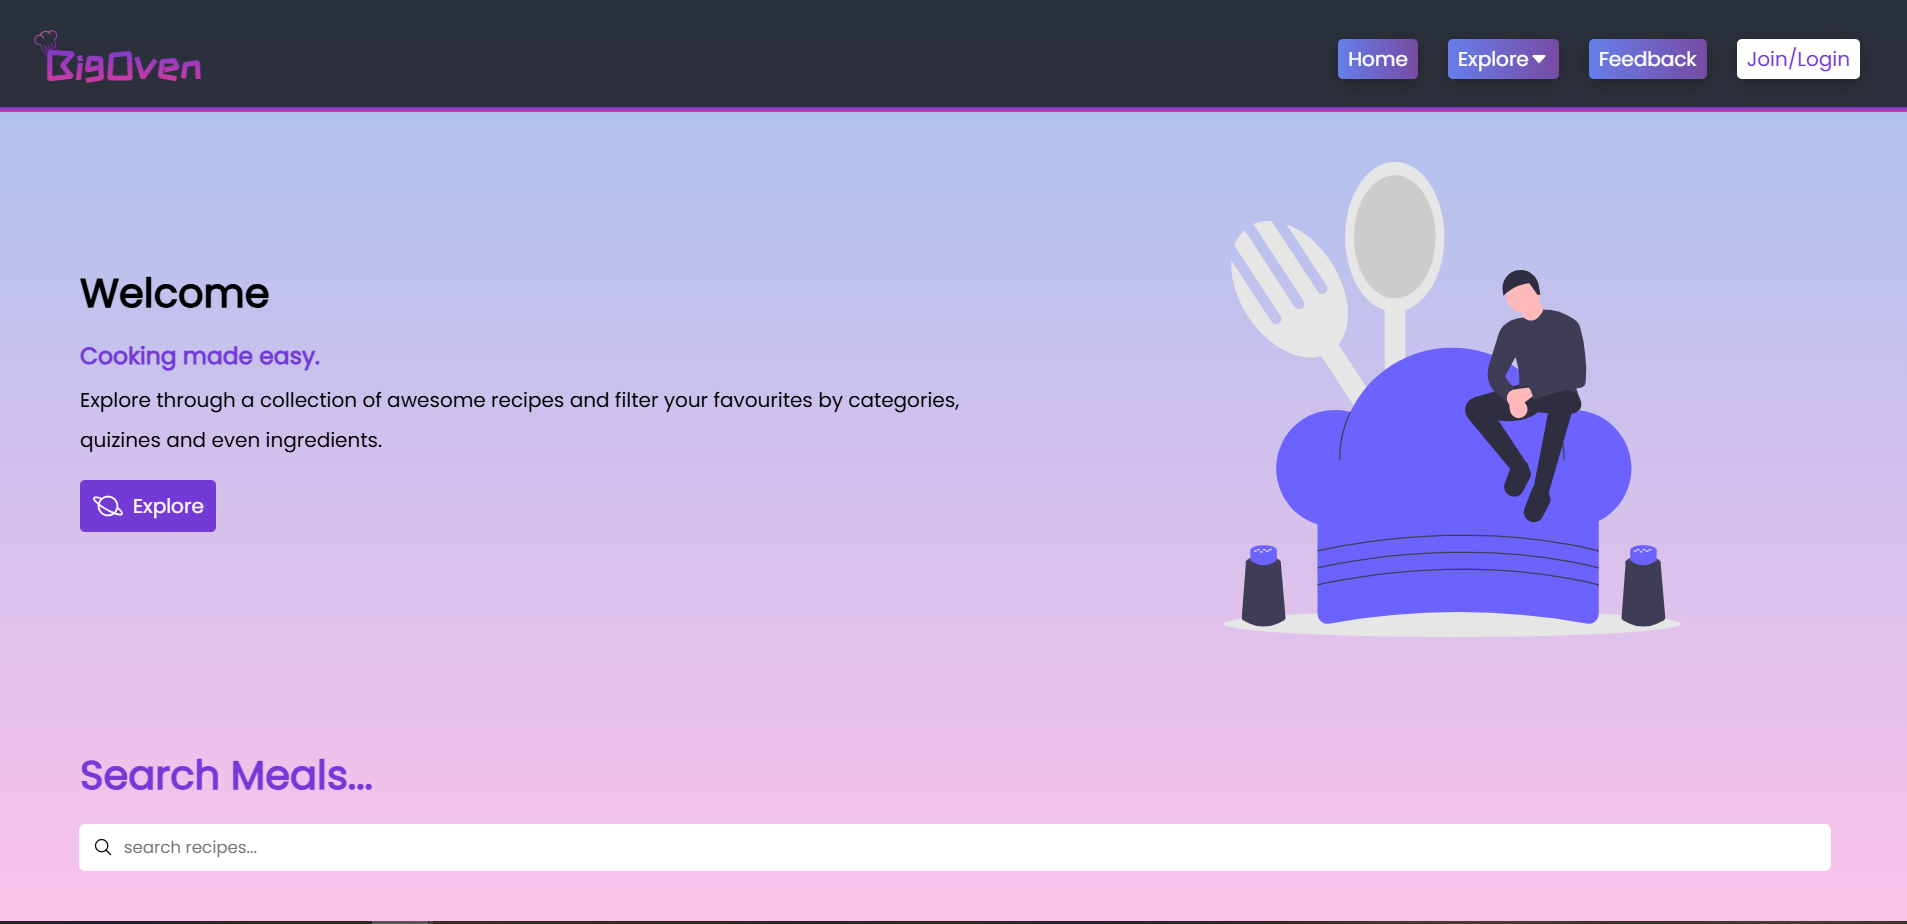 BigOven
Home
Explore
Feedback
Join/Login
Welcome
Cooking made easy.
Explore through a collection of awesome recipes and filter your favourites by categories,
quizines and even ingredients.
Explore
Search Meals...
search recipes...